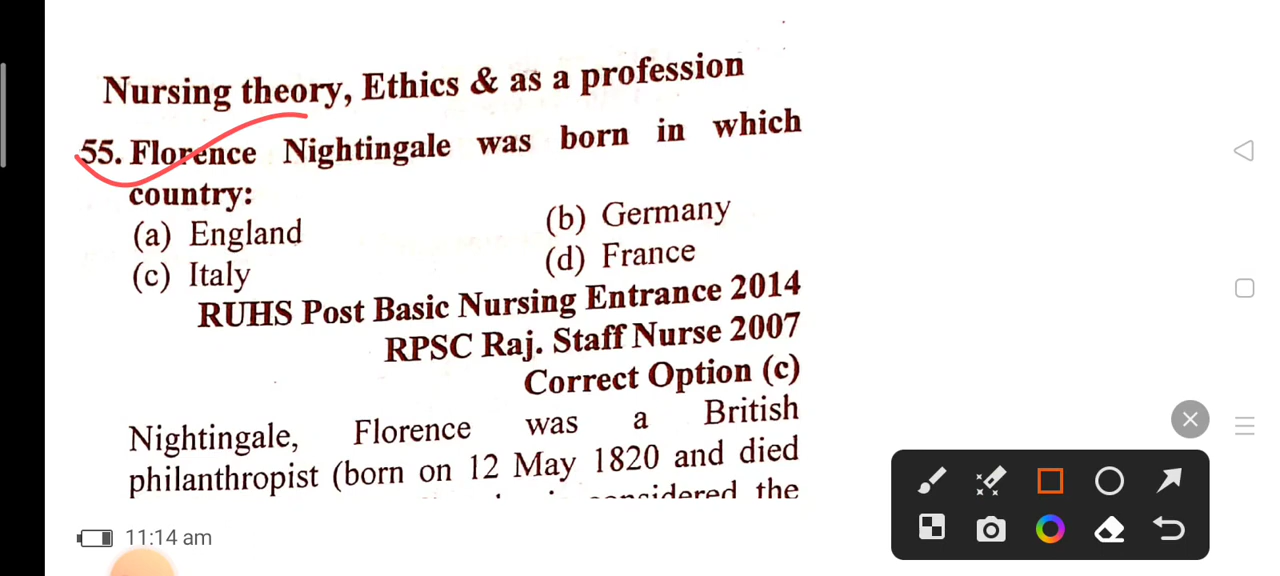 Nursing theory, Ethics & as a profession
55. Florence Nightingale was born in which
country:
(a) England (b) Germany
(c) Italy (d) France
RUHS Post Basic Nursing Entrance 2014
RPSC Raj. Staff Nurse 2007
Correct Option (c)
Nightingale, Florence was a British
philanthropist (born on 12 May 1820 and died
considered the
11:14 am